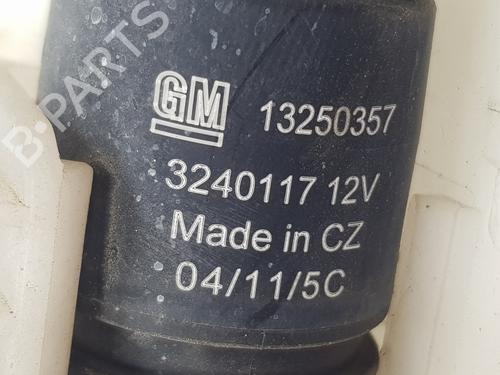 B-PARTS
GM 13250357
3240117 12V
Made in CZ
04/11/5C